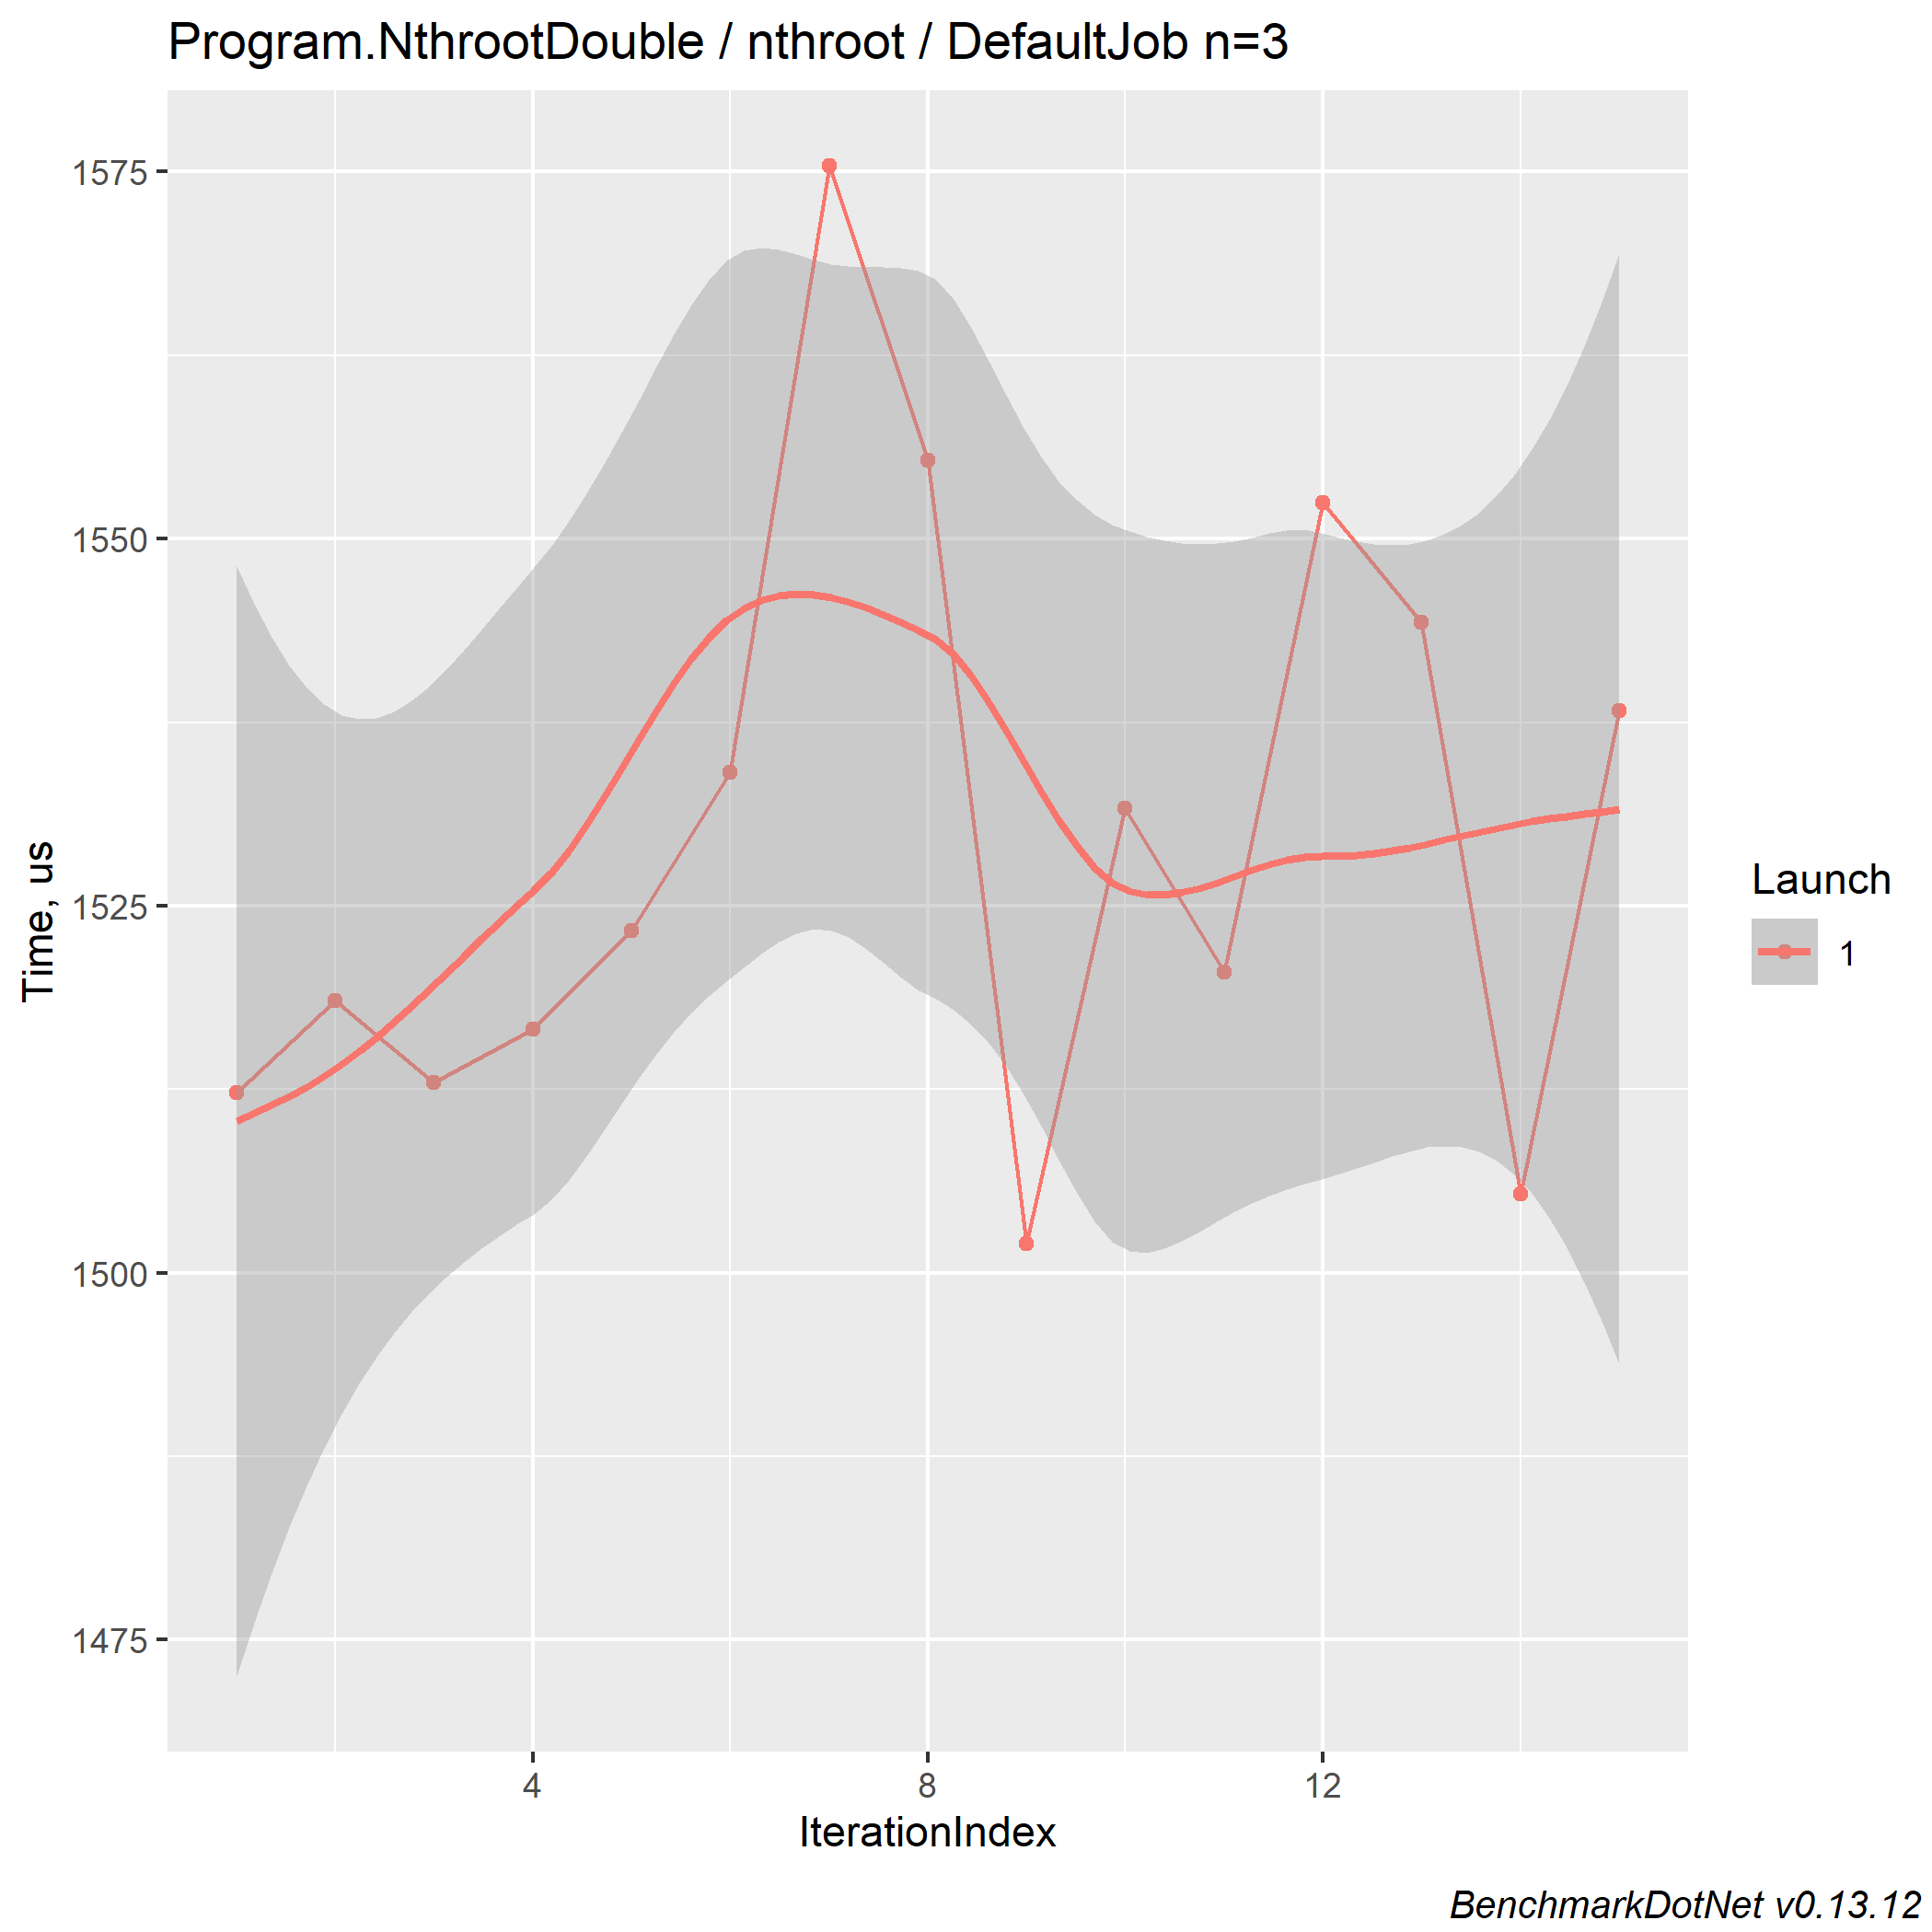 Program.NthrootDouble / nthroot / DefaultJob n=3
1575
1550
1525
1500
1475
Time, us
4 8 12
IterationIndex
Launch
1
BenchmarkDotNet v0.13.12